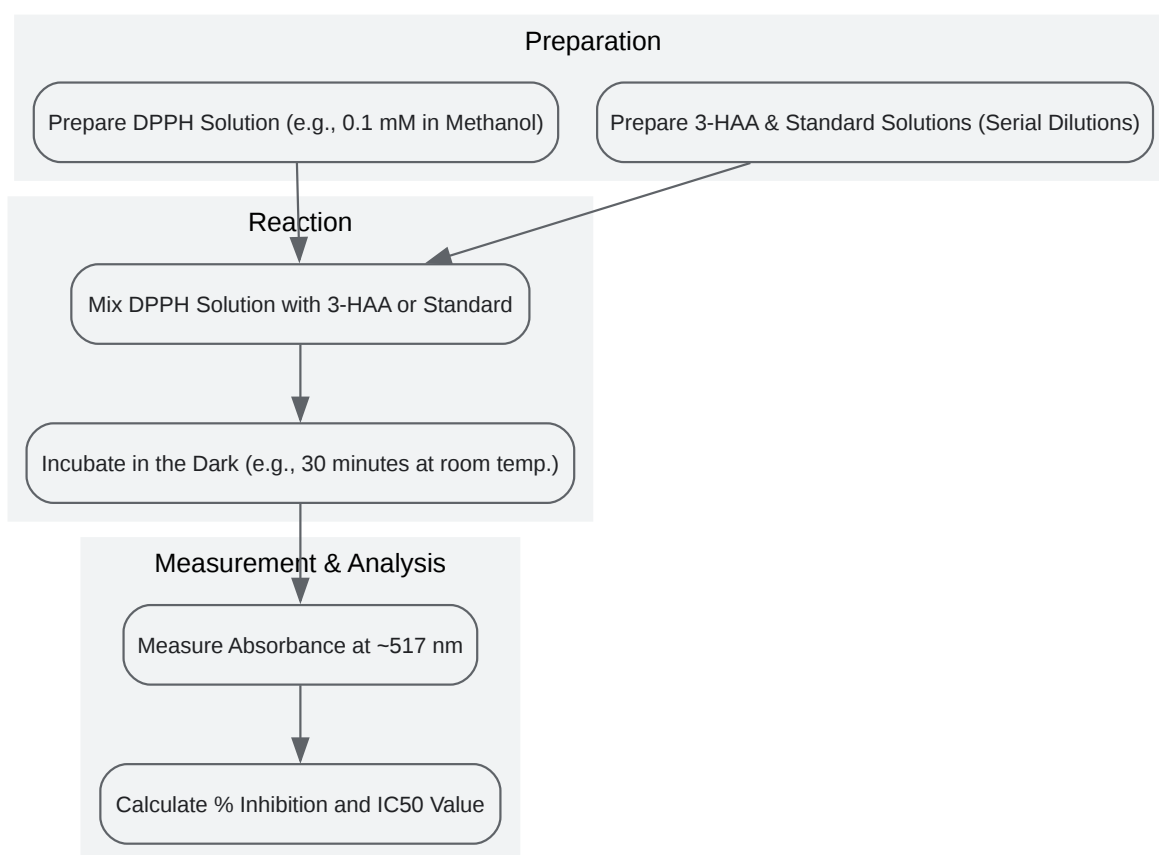 Preparation
Prepare DPPH Solution (e.g., 0.1 mM in Methanol)
Prepare 3-HAA & Standard Solutions (Serial Dilutions)
Reaction
Mix DPPH Solution with 3-HAA or Standard
Incubate in the Dark (e.g., 30 minutes at room temp.)
Measurement & Analysis
Measure Absorbance at ~517 nm
Calculate % Inhibition and IC50 Value